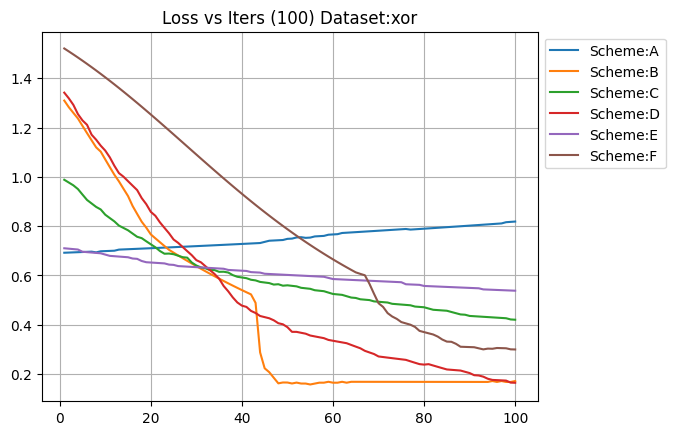 Loss vs Iters (100) Dataset:xor
1.4
1.2
1.0
0.8
0.6
0.4
0.2
0 20 40 60 80 100
Scheme:A
Scheme:B
Scheme:C
Scheme:D
Scheme:E
Scheme:F